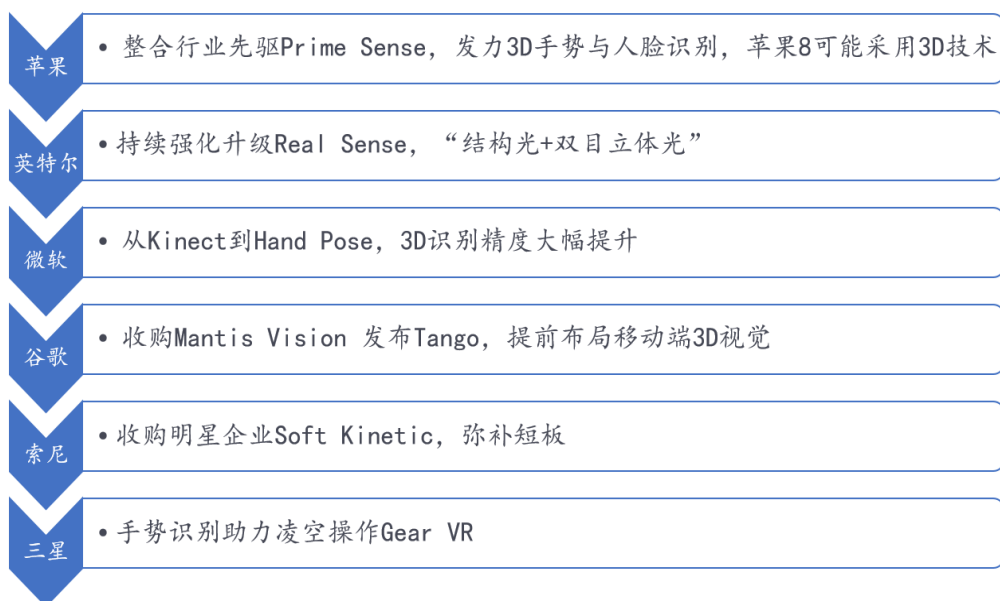 苹果
• 整合行业先驱Prime Sense，发力3D手势与人脸识别，苹果8可能采用3D技术
英特尔
• 持续强化升级Real Sense，“结构光+双目立体光”
微软
• 从Kinect到Hand Pose，3D识别精度大幅提升
谷歌
• 收购Mantis Vision 发布Tango，提前布局移动端3D视觉
索尼
• 收购明星企业Soft Kinetic，弥补短板
三星
• 手势识别助力凌空操作Gear VR